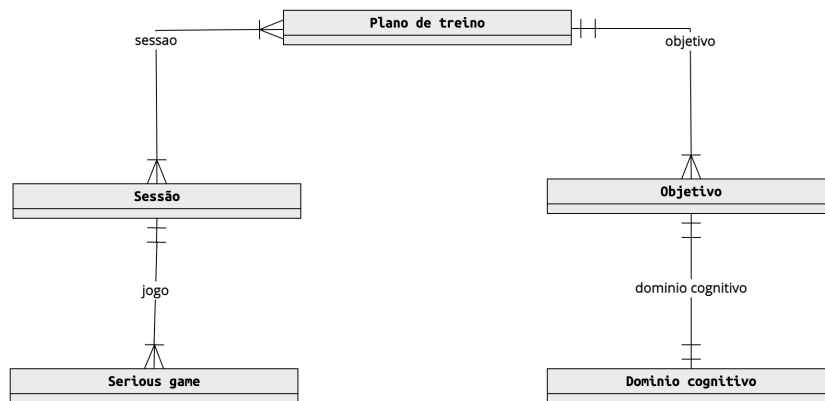 Plano de treino
sessao
objetivo
Sessão
Objetivo
jogo
dominio cognitivo
Serious game
Dominio cognitivo